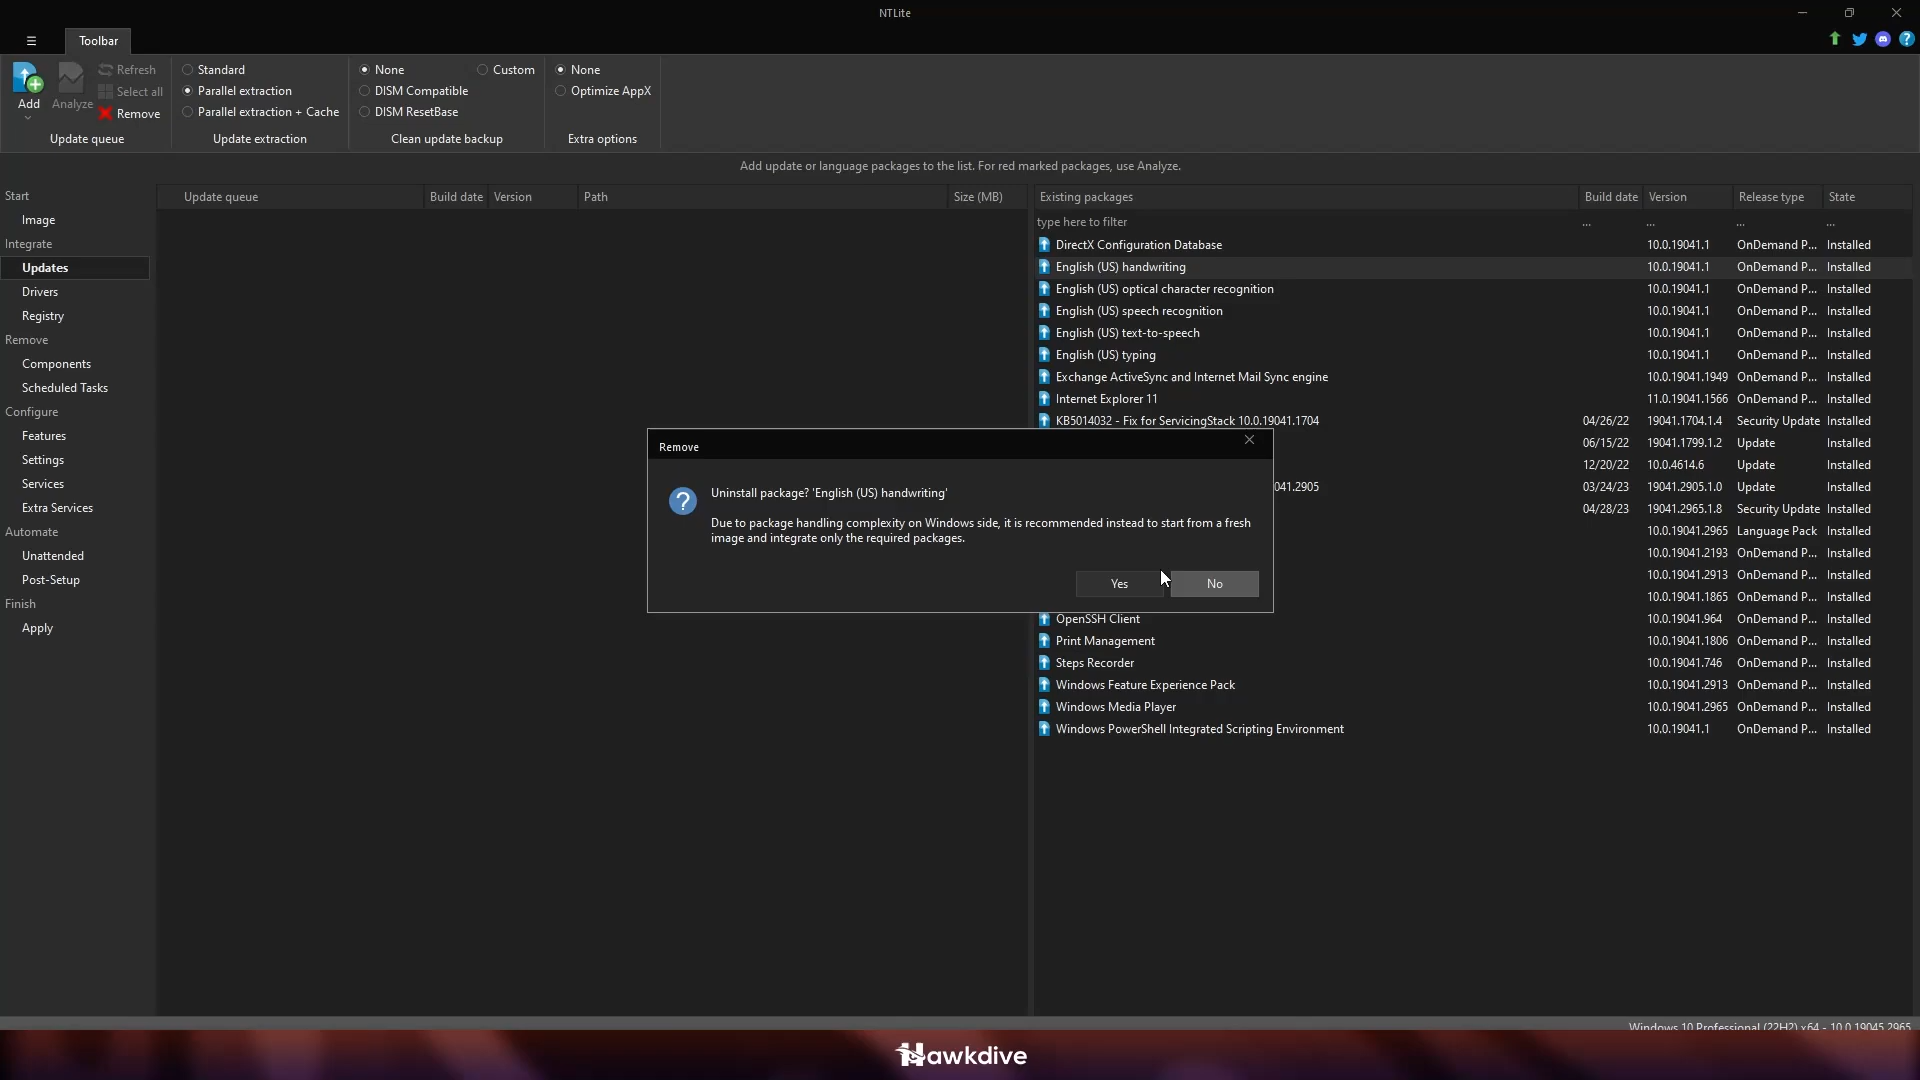 NTLite
Toolbar
Add
Analyze
Refresh
Select all
Remove
Update queue
Standard
Parallel extraction
Parallel extraction + Cache
Update extraction
None
Custom
DISM Compatible
DISM ResetBase
Clean update backup
None
Optimize AppX
Extra options
Add update or language packages to the list. For red marked packages, use Analyze.
Start
Image
Integrate
Updates
Drivers
Registry
Remove
Components
Scheduled Tasks
Configure
Features
Settings
Services
Extra Services
Automate
Unattended
Post-Setup
Finish
Apply
Update queue Build date Version Path Size (MB)
Existing packages Build date Version Release type State
type here to filter ... ... ... ...
DirectX Configuration Database 10.0.19041.1 OnDemand P... Installed
English (US) handwriting 10.0.19041.1 OnDemand P... Installed
English (US) optical character recognition 10.0.19041.1 OnDemand P... Installed
English (US) speech recognition 10.0.19041.1 OnDemand P... Installed
English (US) text-to-speech 10.0.19041.1 OnDemand P... Installed
English (US) typing 10.0.19041.1 OnDemand P... Installed
Exchange ActiveSync and Internet Mail Sync engine 10.0.19041.1949 OnDemand P... Installed
Internet Explorer 11 11.0.19041.1566 OnDemand P... Installed
KB5014032 - Fix for ServicingStack 10.0.19041.1704 04/26/22 19041.1704.1.4 Security Update Installed
06/15/22 19041.1799.1.2 Update Installed
12/20/22 10.0.4614.6 Update Installed
041.2905 03/24/23 19041.2905.1.0 Update Installed
04/28/23 19041.2965.1.8 Security Update Installed
10.0.19041.2965 Language Pack Installed
10.0.19041.2193 OnDemand P... Installed
10.0.19041.2913 OnDemand P... Installed
10.0.19041.1865 OnDemand P... Installed
OpenSSH Client 10.0.19041.964 OnDemand P... Installed
Print Management 10.0.19041.1806 OnDemand P... Installed
Steps Recorder 10.0.19041.746 OnDemand P... Installed
Windows Feature Experience Pack 10.0.19041.2913 OnDemand P... Installed
Windows Media Player 10.0.19041.2965 OnDemand P... Installed
Windows PowerShell Integrated Scripting Environment 10.0.19041.1 OnDemand P... Installed
Remove
Uninstall package? 'English (US) handwriting'
Due to package handling complexity on Windows side, it is recommended instead to start from a fresh
image and integrate only the required packages.
Yes
No
Windows 10 Professional (22H2) x64 - 10.0.19045.2965
Hawkdive